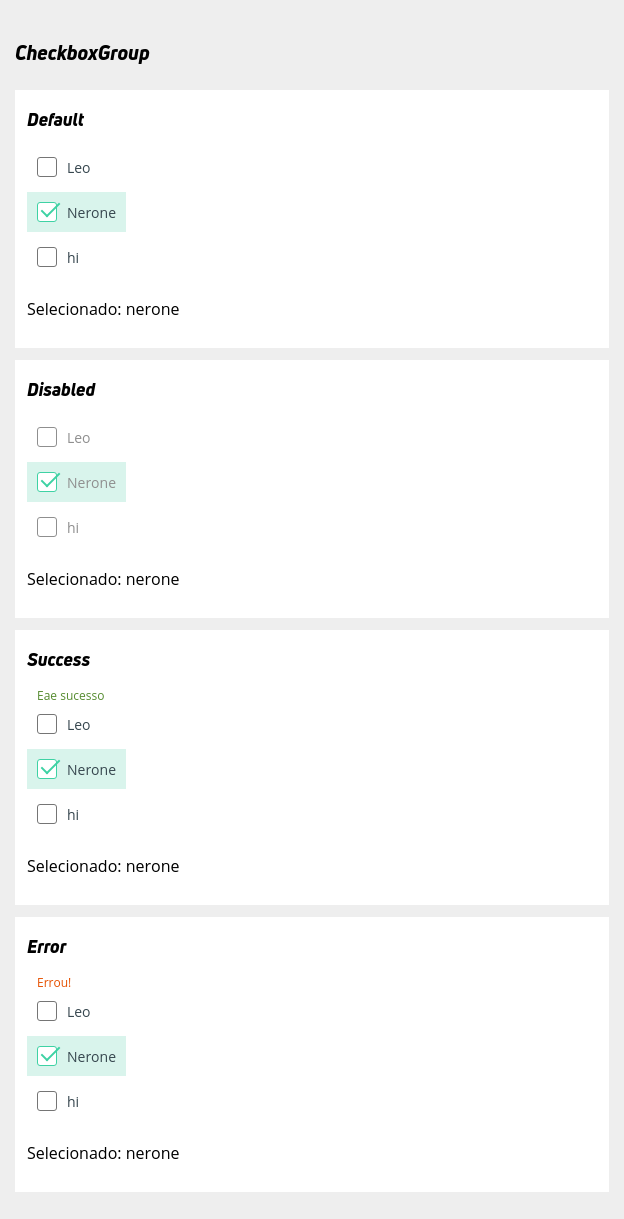 CheckboxGroup
Default
Leo
Nerone
hi
Selecionado: nerone
Disabled
Leo
Nerone
hi
Selecionado: nerone
Success
Eae sucesso
Leo
Nerone
hi
Selecionado: nerone
Error
Errou!
Leo
Nerone
hi
Selecionado: nerone